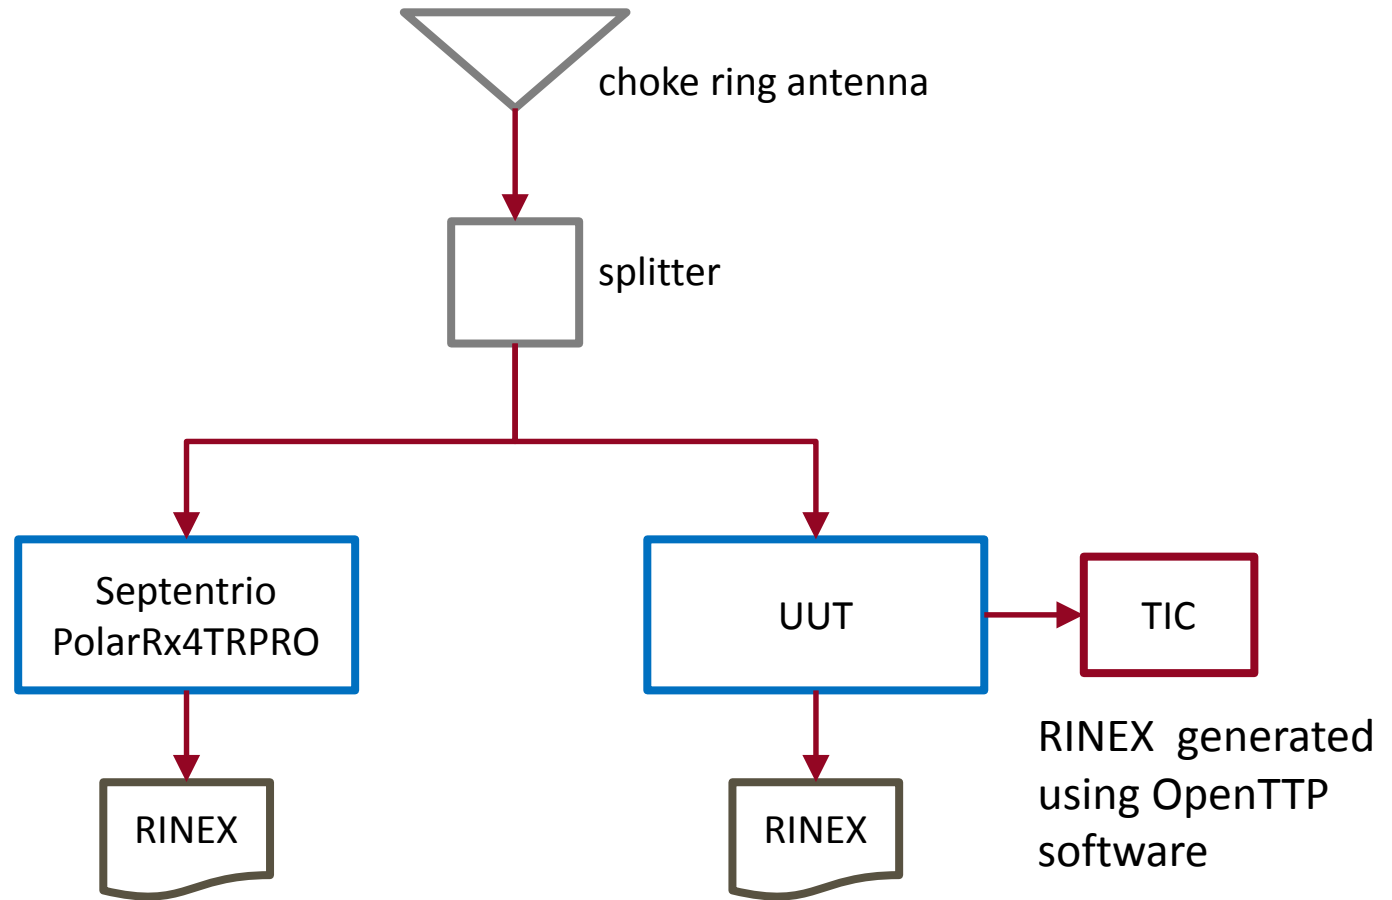 choke ring antenna
splitter
Septentrio
PolarRx4TRPRO
UUT
TIC
RINEX generated
using OpenTTP
software
RINEX
RINEX